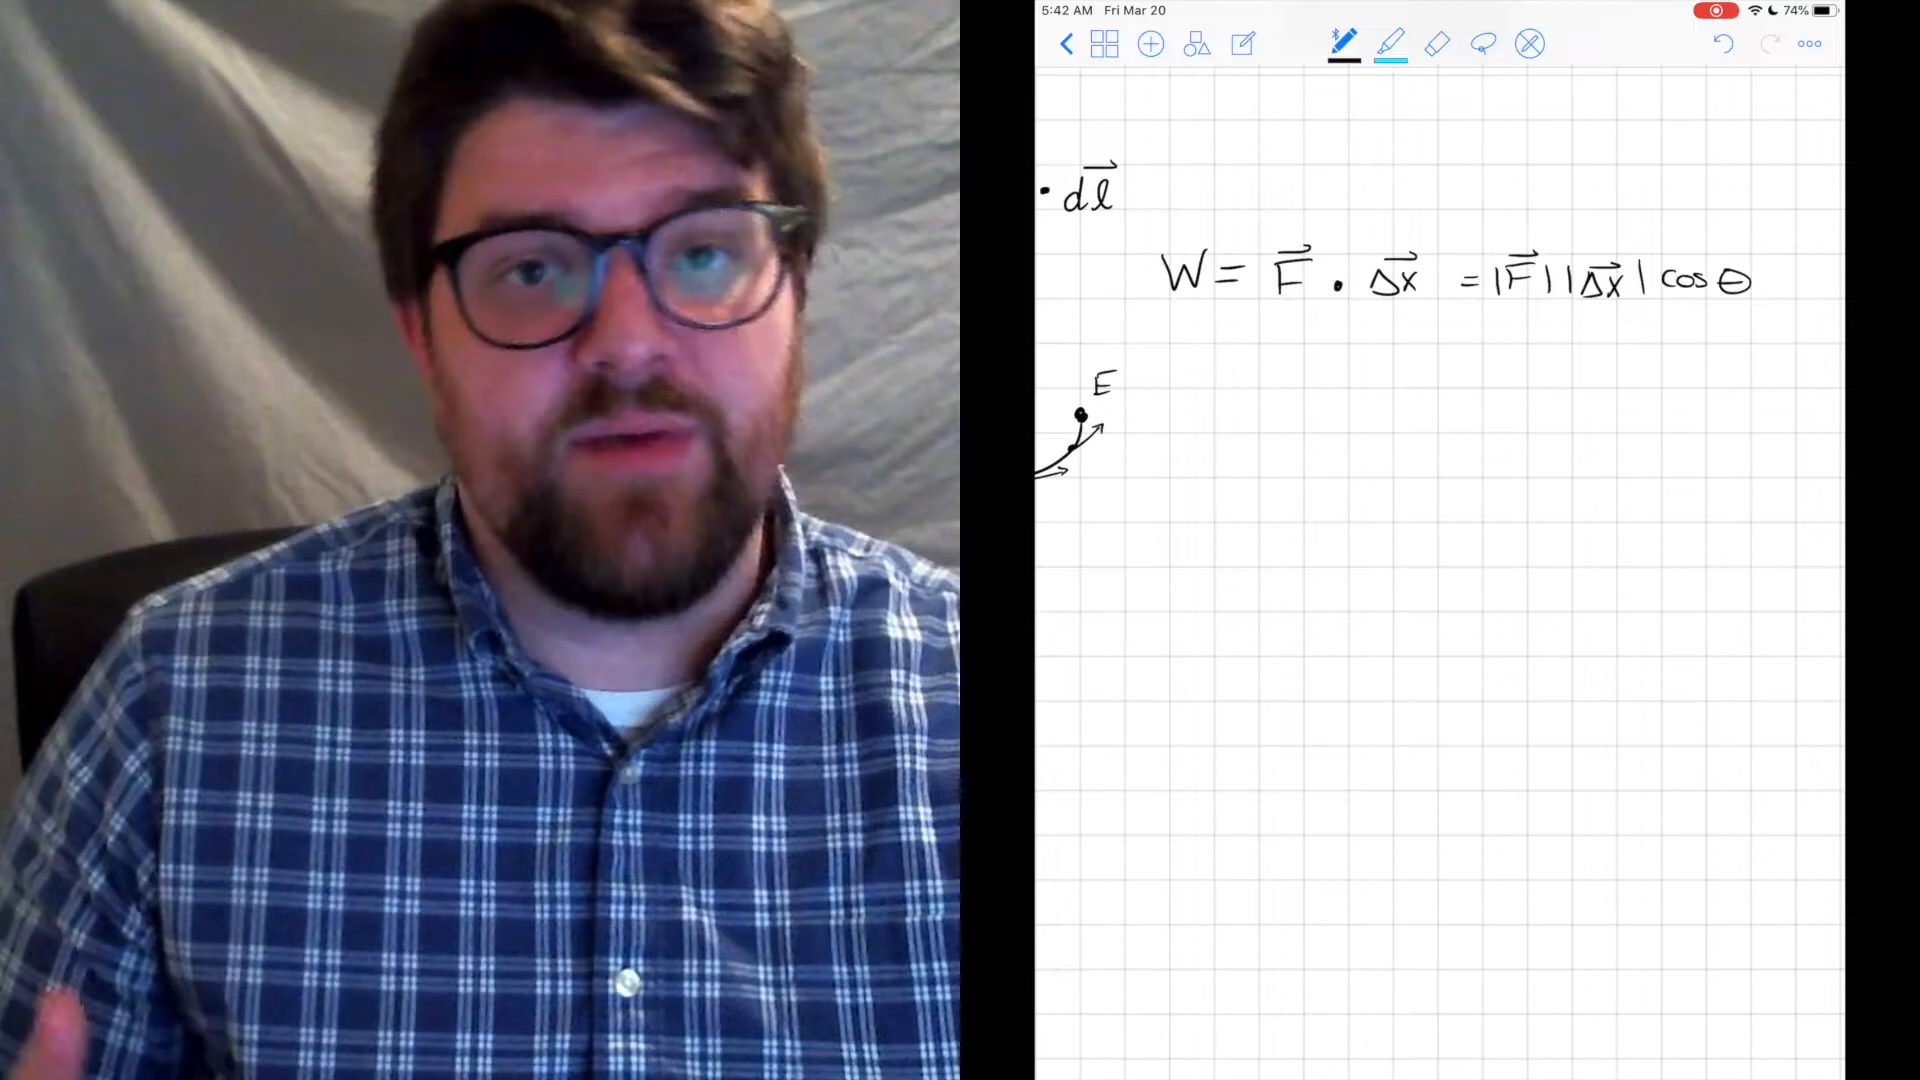 5:42 AM Fri Mar 20 74%
· d\vec{l}
W = \vec{F} · \vec{Δx} = |\vec{F}| |\vec{Δx}| cos θ
E